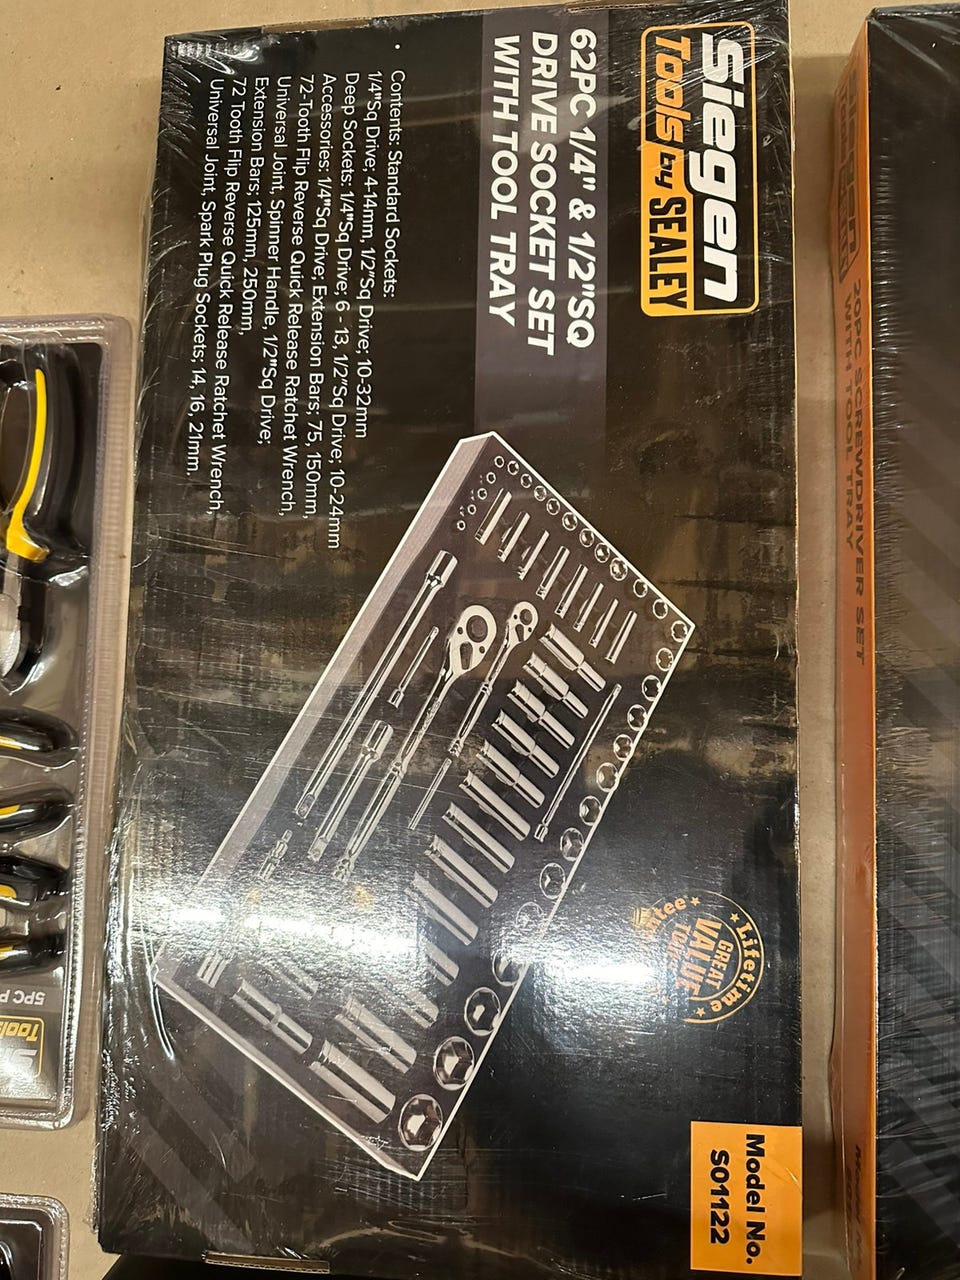 Siegen
Tools by SEALEY
62PC 1/4" & 1/2"SQ
DRIVE SOCKET SET
WITH TOOL TRAY
Contents: Standard Sockets:
1/4"Sq Drive; 4-14mm, 1/2"Sq Drive; 10-32mm
Deep Sockets: 1/4"Sq Drive; 6 - 13, 1/2"Sq Drive; 10-24mm
Accessories: 1/4"Sq Drive; Extension Bars; 75, 150mm,
72-Tooth Flip Reverse Quick Release Ratchet Wrench,
Universal Joint, Spinner Handle, 1/2"Sq Drive;
Extension Bars; 125mm, 250mm,
72 Tooth Flip Reverse Quick Release Ratchet Wrench,
Universal Joint, Spark Plug Sockets; 14, 16, 21mm.
Lifetime
GREAT
VALUE
Model No.
S01122
20PC SCREWDRIVER SET
WITH TOOL TRAY
5PC